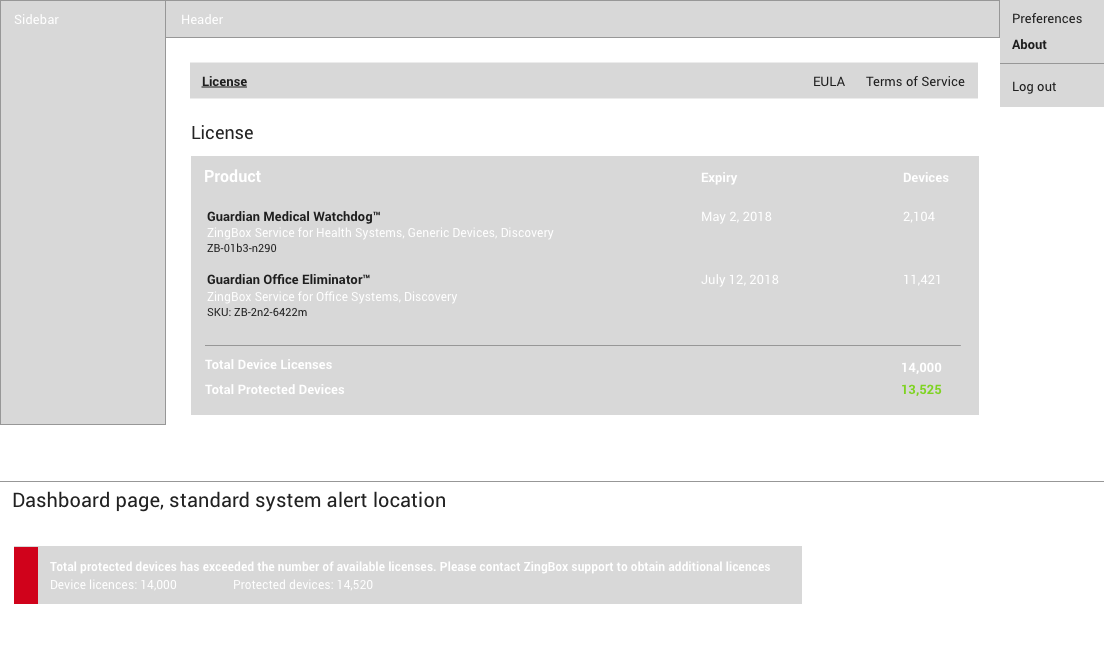 Sidebar
Header
Preferences
About
Log out
License
EULA
Terms of Service
License
Product
Expiry
Devices
Guardian Medical Watchdog™
May 2, 2018
2,104
ZingBox Service for Health Systems, Generic Devices, Discovery
ZB-01b3-n290
Guardian Office Eliminator™
July 12, 2018
11,421
ZingBox Service for Office Systems, Discovery
SKU: ZB-2n2-6422m
Total Device Licenses
14,000
Total Protected Devices
13,525
Dashboard page, standard system alert location
Total protected devices has exceeded the number of available licenses. Please contact ZingBox support to obtain additional licences
Device licences: 14,000
Protected devices: 14,520